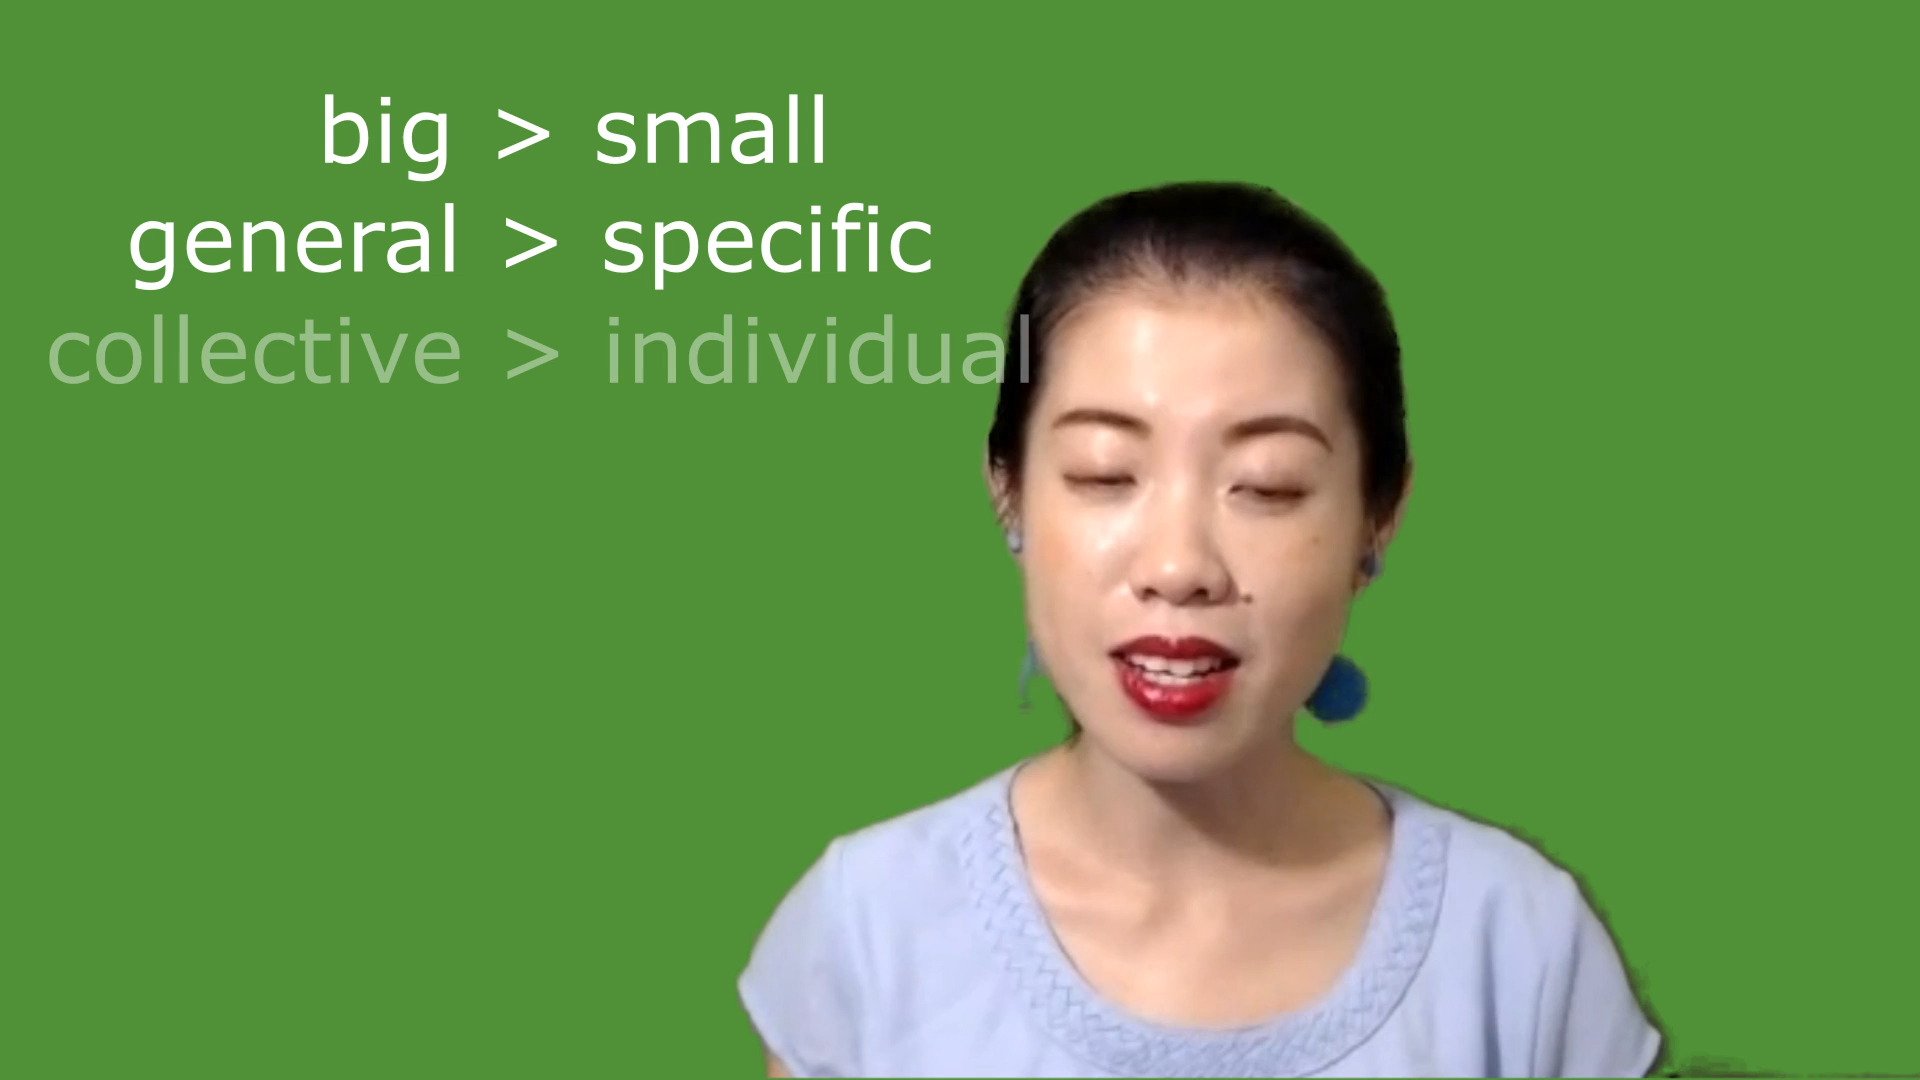 big > small
general > specific
collective > individual